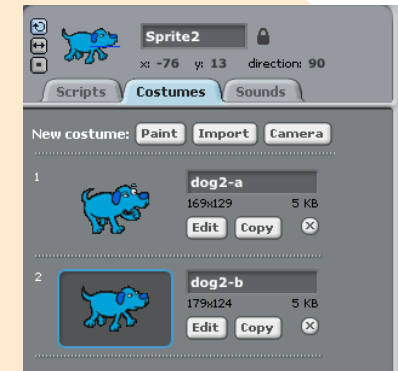 Sprite2
x: -76 y: 13 direction: 90
Scripts Costumes Sounds
New costume: Paint Import Camera
1
dog2-a
169x129 5 KB
Edit Copy
2
dog2-b
179x124 5 KB
Edit Copy